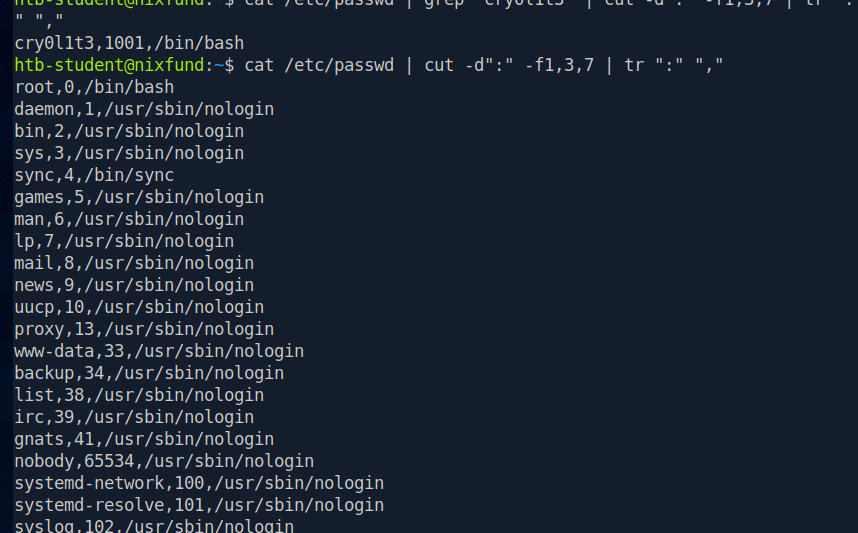 htb-student@nixfund:~$ cat /etc/passwd | grep "cry0l1t3" | cut -d":" -f1,3,7 | tr ":
" ","
cry0l1t3,1001,/bin/bash
htb-student@nixfund:~$ cat /etc/passwd | cut -d":" -f1,3,7 | tr ":" ","
root,0,/bin/bash
daemon,1,/usr/sbin/nologin
bin,2,/usr/sbin/nologin
sys,3,/usr/sbin/nologin
sync,4,/bin/sync
games,5,/usr/sbin/nologin
man,6,/usr/sbin/nologin
lp,7,/usr/sbin/nologin
mail,8,/usr/sbin/nologin
news,9,/usr/sbin/nologin
uucp,10,/usr/sbin/nologin
proxy,13,/usr/sbin/nologin
www-data,33,/usr/sbin/nologin
backup,34,/usr/sbin/nologin
list,38,/usr/sbin/nologin
irc,39,/usr/sbin/nologin
gnats,41,/usr/sbin/nologin
nobody,65534,/usr/sbin/nologin
systemd-network,100,/usr/sbin/nologin
systemd-resolve,101,/usr/sbin/nologin
syslog,102,/usr/sbin/nologin